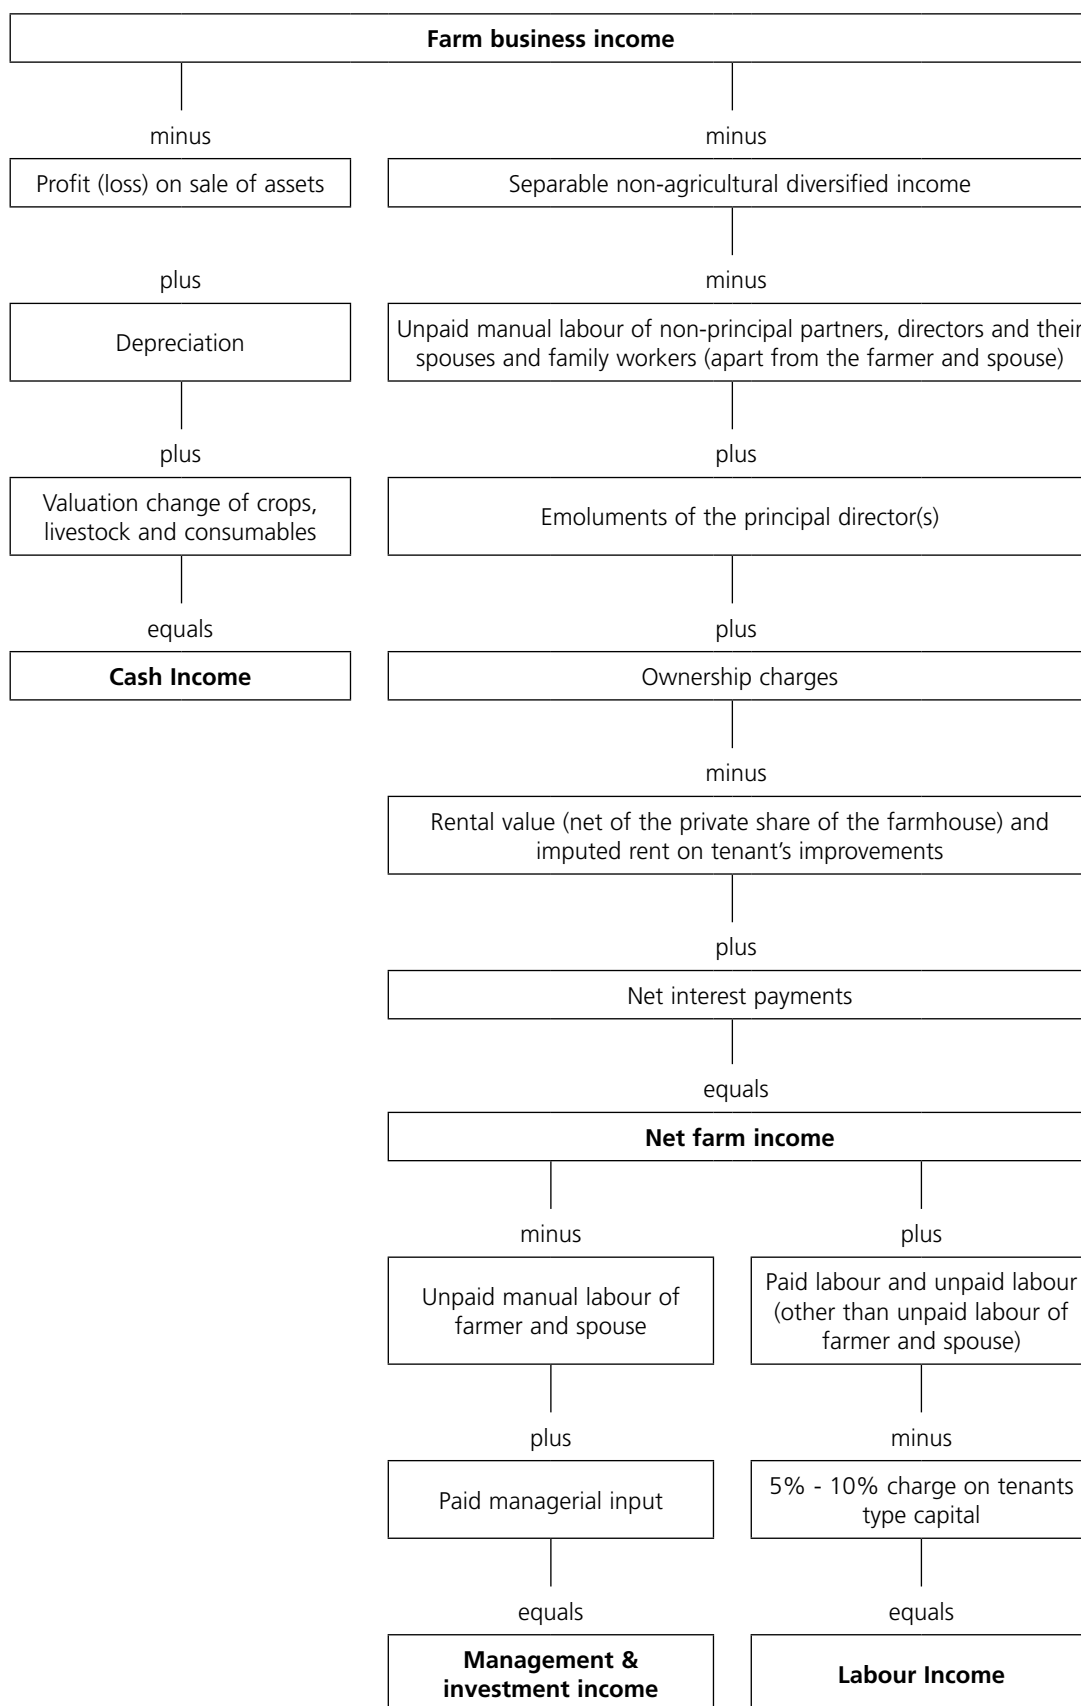 Farm business income
minus
minus
Profit (loss) on sale of assets
Separable non-agricultural diversified income
plus
minus
Depreciation
Unpaid manual labour of non-principal partners, directors and their
spouses and family workers (apart from the farmer and spouse)
plus
plus
Valuation change of crops,
livestock and consumables
Emoluments of the principal director(s)
equals
plus
Cash Income
Ownership charges
minus
Rental value (net of the private share of the farmhouse) and
imputed rent on tenant’s improvements
plus
Net interest payments
equals
Net farm income
minus
plus
Unpaid manual labour of
farmer and spouse
Paid labour and unpaid labour
(other than unpaid labour of
farmer and spouse)
plus
minus
Paid managerial input
5% - 10% charge on tenants
type capital
equals
equals
Management &
investment income
Labour Income